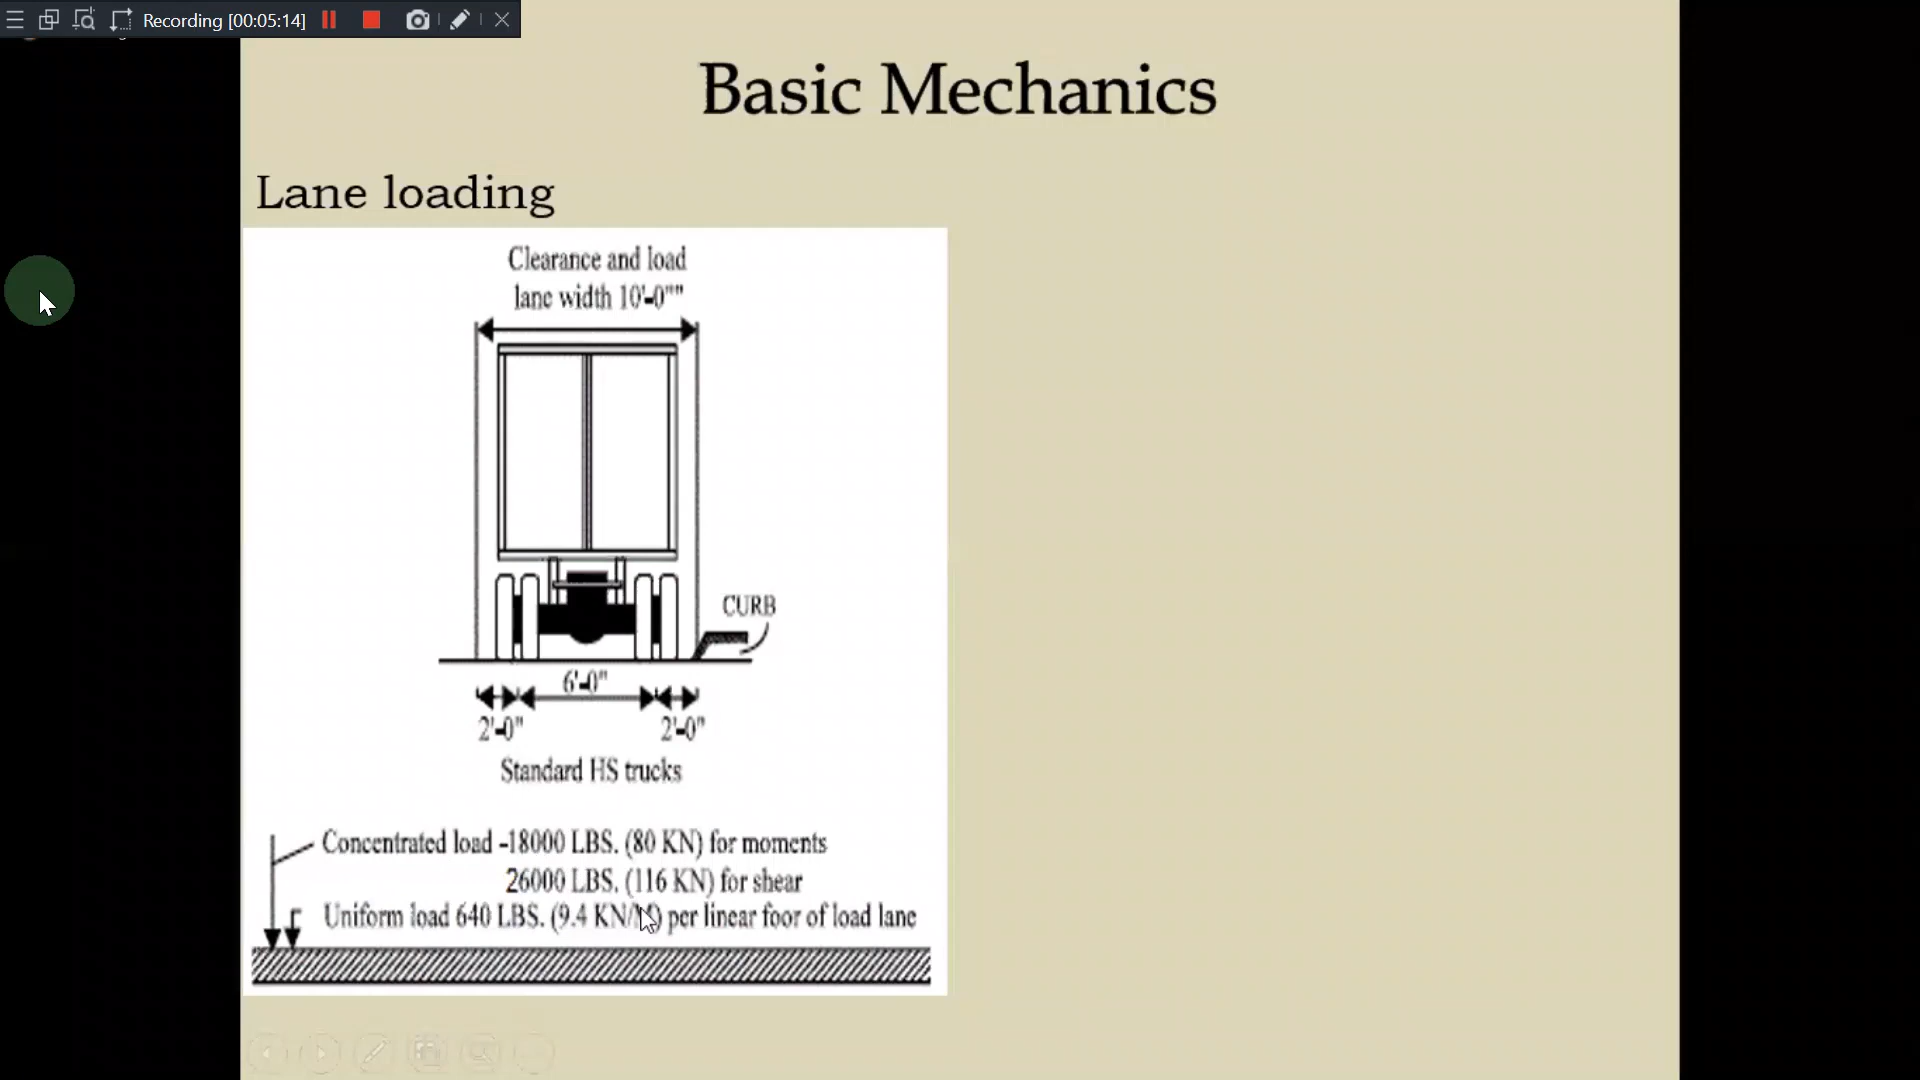 Recording [00:05:14]
Basic Mechanics
Lane loading
Clearance and load
lane width 10'-0""
CURB
6'-0"
2'-0" 2'-0"
Standard HS trucks
Concentrated load -18000 LBS. (80 KN) for moments
26000 LBS. (116 KN) for shear
Uniform load 640 LBS. (9.4 KN/M) per linear foor of load lane